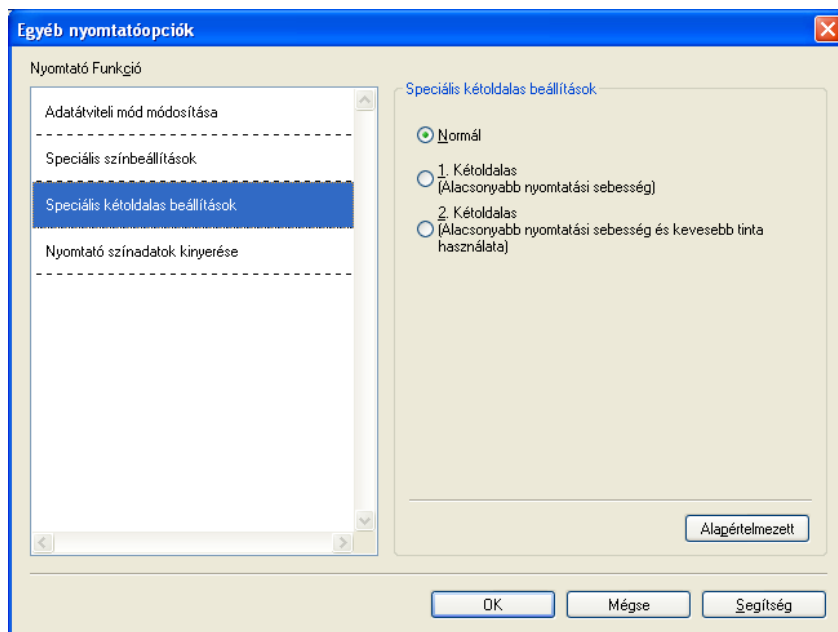 Egyéb nyomtatóopciók
Nyomtató Funkció
Adatátviteli mód módosítása
Speciális színbeállítások
Speciális kétoldalas beállítások
Nyomtató színadatok kinyerése
Speciális kétoldalas beállítások
Normál
1. Kétoldalas
(Alacsonyabb nyomtatási sebesség)
2. Kétoldalas
(Alacsonyabb nyomtatási sebesség és kevesebb tinta
használata)
Alapértelmezett
OK
Mégse
Segítség